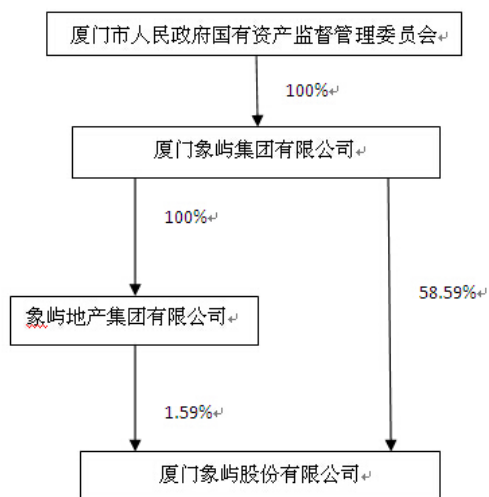 厦门市人民政府国有资产监督管理委员会
100%
厦门象屿集团有限公司
100%
58.59%
象屿地产集团有限公司
1.59%
厦门象屿股份有限公司